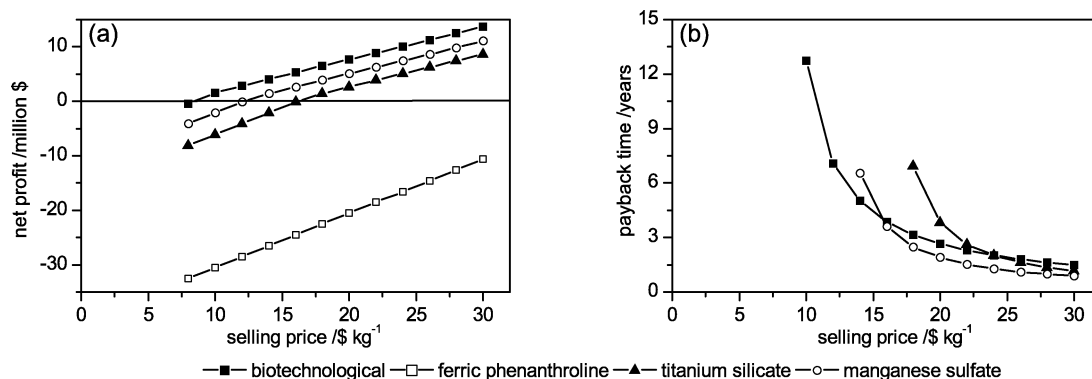 (a)
net profit /million $
10
0
-10
-20
-30
0 5 10 15 20 25 30
selling price /$ kg-1
(b)
payback time /years
15
12
9
6
3
0
0 5 10 15 20 25 30
selling price /$ kg-1
biotechnological ferric phenanthroline titanium silicate manganese sulfate